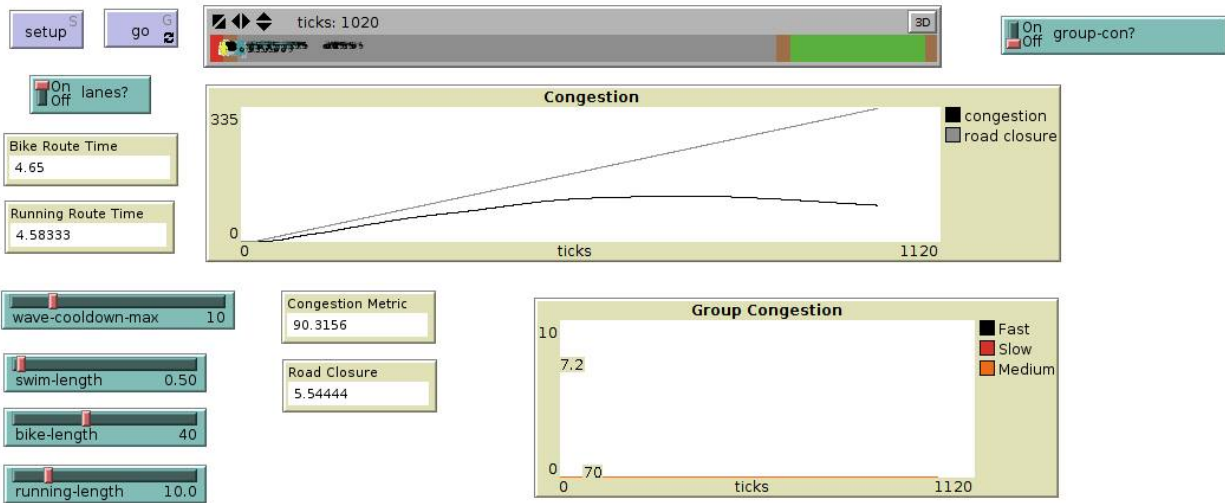 setup S
go G
ticks: 1020
3D
On
Off
group-con?
On
Off
lanes?
Bike Route Time
4.65
Running Route Time
4.58333
Congestion
335
0
0
ticks
1120
congestion
road closure
wave-cooldown-max 10
swim-length 0.50
bike-length 40
running-length 10.0
Congestion Metric
90.3156
Road Closure
5.54444
Group Congestion
10
7.2
0
70
0
ticks
1120
Fast
Slow
Medium